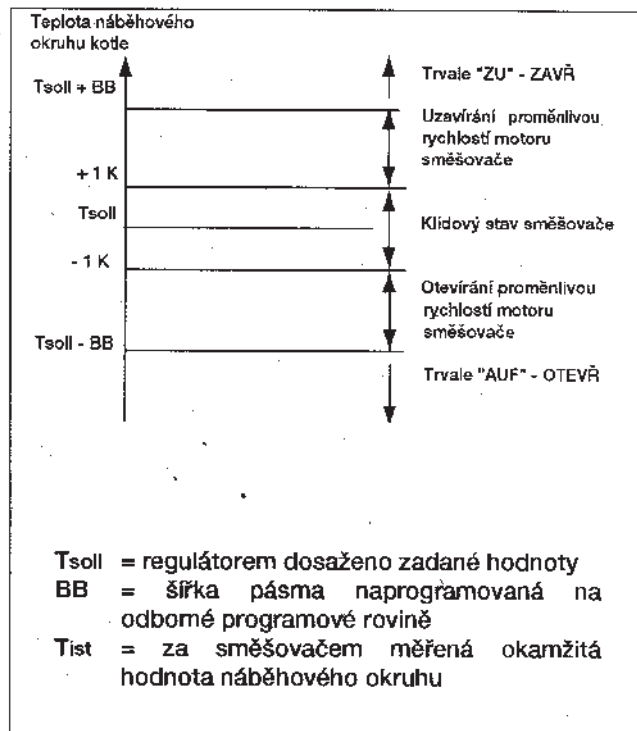 Teplota náběhového
okruhu kotle
Tsoll + BB
Trvale "ZU" - ZAVŘ
Uzavírání proměnlivou
rychlostí motoru
směšovače
+ 1 K
Tsoll
Klidový stav směšovače
- 1 K
Otevírání proměnlivou
rychlostí motoru
směšovače
Tsoll - BB
Trvale "AUF" - OTEVŘ
Tsoll = regulátorem dosaženo zadané hodnoty
BB = šířka pásma naprogramovaná na
odborné programové rovině
Tist = za směšovačem měřená okamžitá
hodnota náběhového okruhu